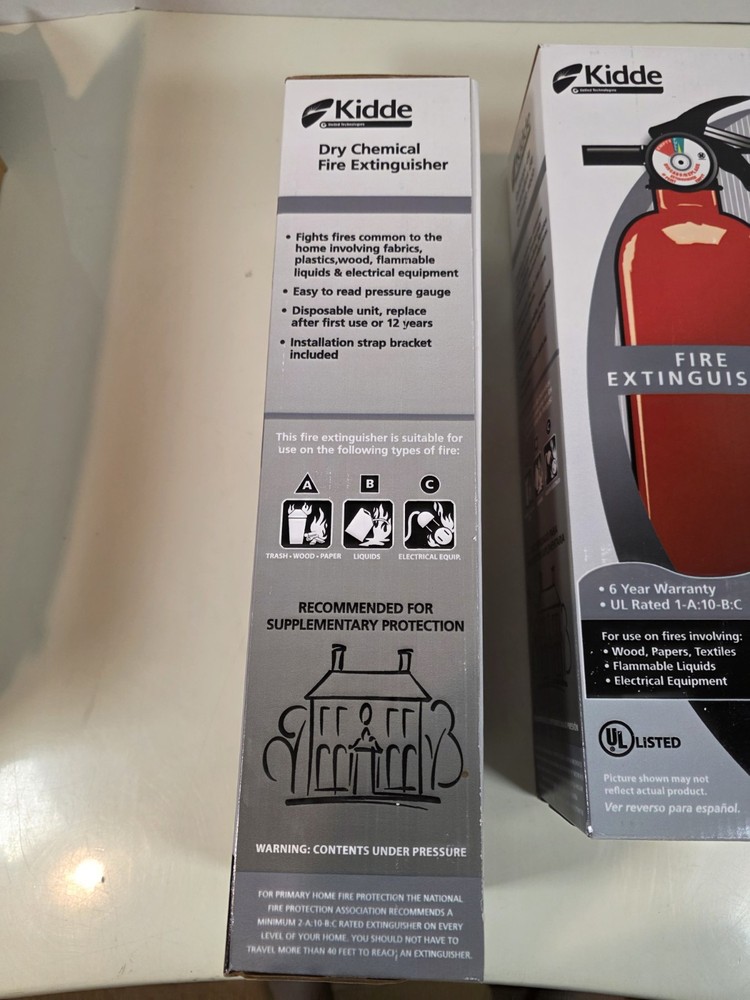 Kidde
United Technologies
Dry Chemical
Fire Extinguisher
• Fights fires common to the
home involving fabrics,
plastics,wood, flammable
liquids & electrical equipment
• Easy to read pressure gauge
• Disposable unit, replace
after first use or 12 years
• Installation strap bracket
included
This fire extinguisher is suitable for
use on the following types of fire:
A B C
TRASH • WOOD • PAPER LIQUIDS ELECTRICAL EQUIP.
RECOMMENDED FOR
SUPPLEMENTARY PROTECTION
WARNING: CONTENTS UNDER PRESSURE
FOR PRIMARY HOME FIRE PROTECTION THE NATIONAL
FIRE PROTECTION ASSOCIATION RECOMMENDS A
MINIMUM 2-A:10-B:C RATED EXTINGUISHER ON EVERY
LEVEL OF YOUR HOME. YOU SHOULD NOT HAVE TO
TRAVEL MORE THAN 40 FEET TO REACH AN EXTINGUISHER.
Kidde
United Technologies
FIRE
EXTINGUIS
• 6 Year Warranty
• UL Rated 1-A:10-B:C
For use on fires involving:
• Wood, Papers, Textiles
• Flammable Liquids
• Electrical Equipment
UL LISTED
Picture shown may not
reflect actual product.
Ver reverso para español.